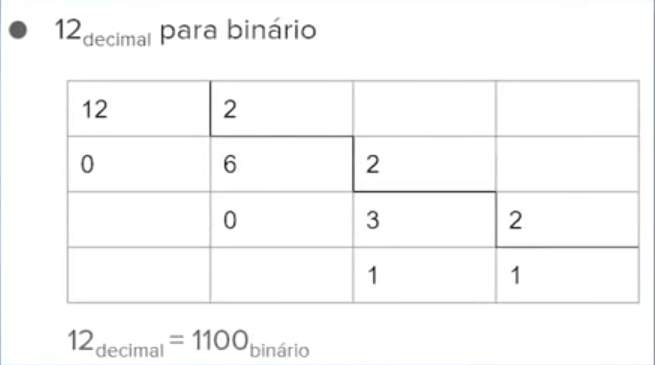 ● 12decimal para binário
12 2
0 6 2
0 3 2
1 1
12decimal = 1100binário